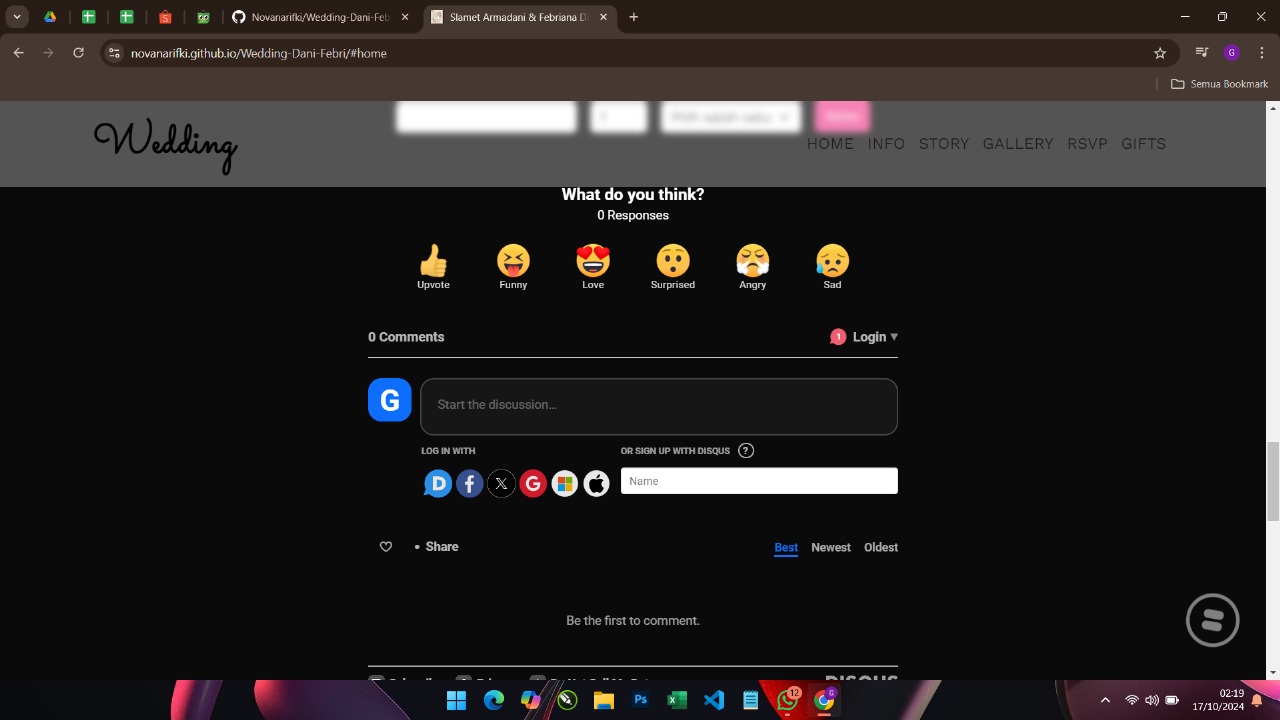 Novanarifki/Wedding-Dani-Feb
Slamet Armadani & Febriana D
novanarifki.github.io/Wedding-Dani-Febri/#home
G
Semua Bookmark
Wedding
HOME INFO STORY GALLERY RSVP GIFTS
What do you think?
0 Responses
Upvote Funny Love Surprised Angry Sad
0 Comments
1 Login
G
Start the discussion...
LOG IN WITH
OR SIGN UP WITH DISQUS ?
Name
• Share
Best Newest Oldest
Be the first to comment.
DISQUS
12
02:19
17/10/2024